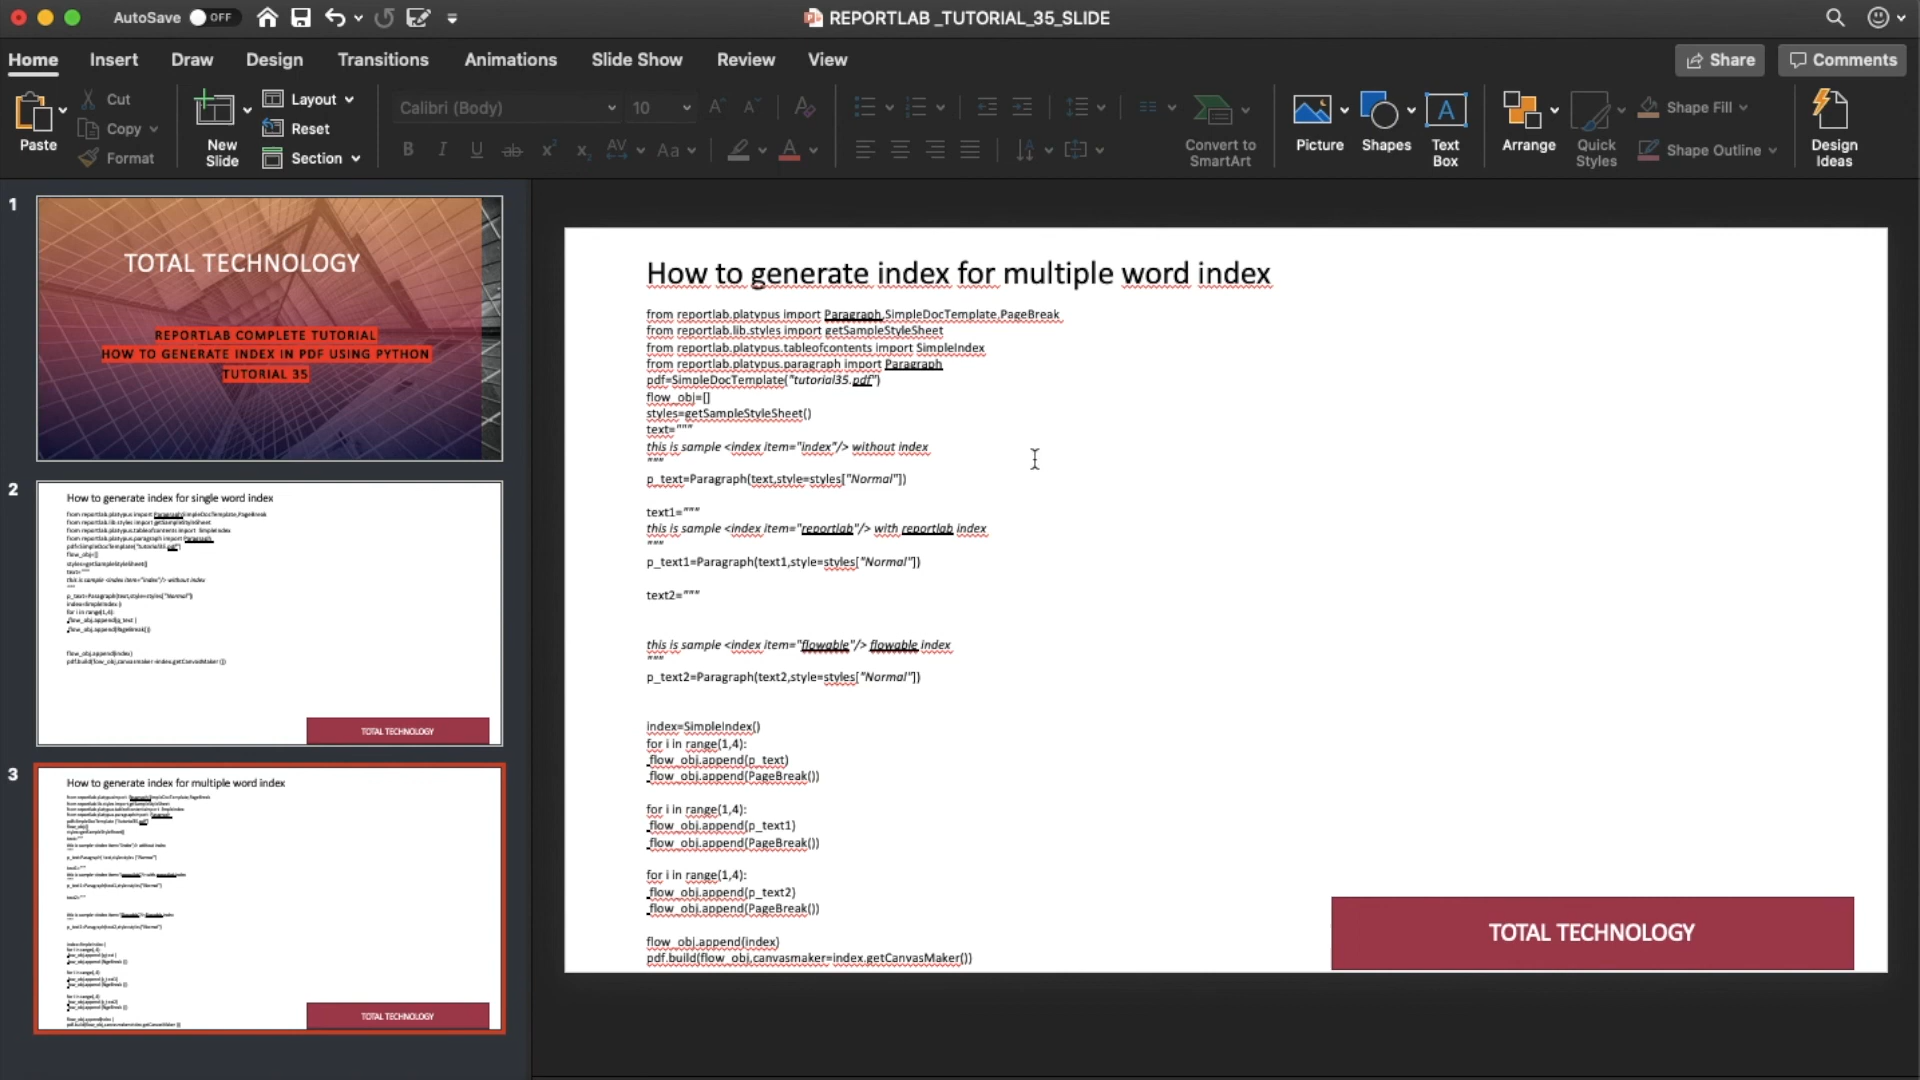 AutoSave OFF
REPORTLAB _TUTORIAL_35_SLIDE
Home Insert Draw Design Transitions Animations Slide Show Review View
Share Comments
Paste
Cut
Copy
Format
New
Slide
Layout
Reset
Section
Calibri (Body) 10
Convert to
SmartArt
Picture
Shapes
Text
Box
Arrange
Quick
Styles
Shape Fill
Shape Outline
Design
Ideas
1
TOTAL TECHNOLOGY
REPORTLAB COMPLETE TUTORIAL
HOW TO GENERATE INDEX IN PDF USING PYTHON
TUTORIAL 35
2
How to generate index for single word index
TOTAL TECHNOLOGY
3
How to generate index for multiple word index
TOTAL TECHNOLOGY
How to generate index for multiple word index
from reportlab.platypus import Paragraph,SimpleDocTemplate,PageBreak
from reportlab.lib.styles import getSampleStyleSheet
from reportlab.platypus.tableofcontents import SimpleIndex
from reportlab.platypus.paragraph import Paragraph
pdf=SimpleDocTemplate("tutorial35.pdf")
flow_obj=[]
styles=getSampleStyleSheet()
text="""
this is sample <index item="index"/> without index
"""
p_text=Paragraph(text,style=styles["Normal"])
text1="""
this is sample <index item="reportlab"/> with reportlab index
"""
p_text1=Paragraph(text1,style=styles["Normal"])
text2="""
this is sample <index item="flowable"/> flowable index
"""
p_text2=Paragraph(text2,style=styles["Normal"])
index=SimpleIndex()
for i in range(1,4):
flow_obj.append(p_text)
flow_obj.append(PageBreak())
for i in range(1,4):
flow_obj.append(p_text1)
flow_obj.append(PageBreak())
for i in range(1,4):
flow_obj.append(p_text2)
flow_obj.append(PageBreak())
flow_obj.append(index)
pdf.build(flow_obj,canvasmaker=index.getCanvasMaker())
TOTAL TECHNOLOGY